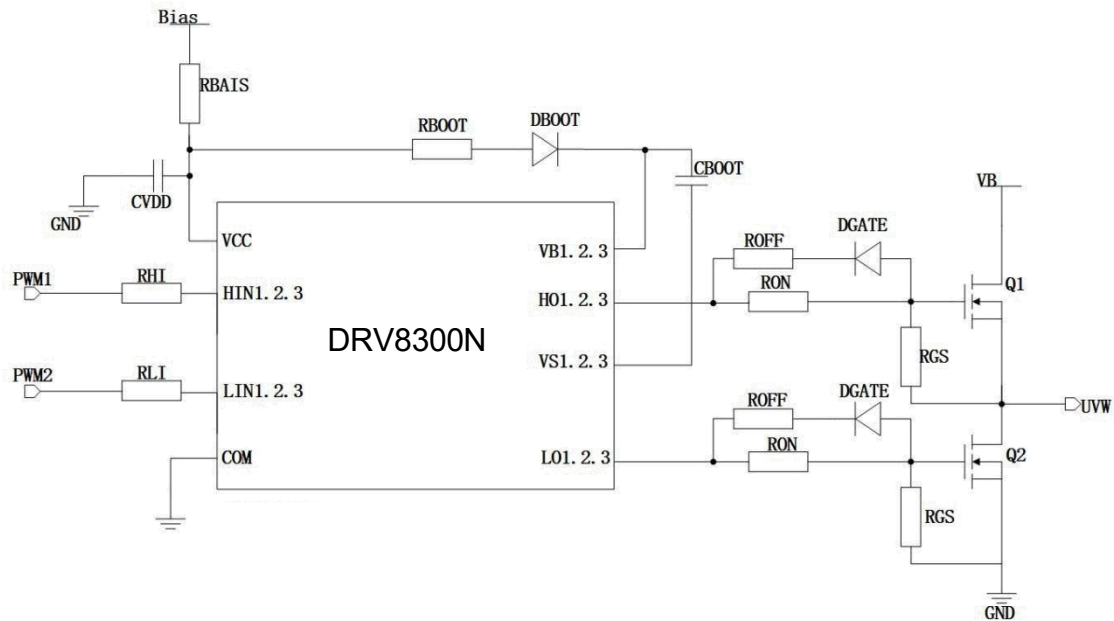 Bias
RBAIS
RBOOT
DBOOT
CBOOT
CVDD
GND
VCC
VB1.2.3
VB
ROFF
DGATE
PWM1
RHI
HIN1.2.3
HO1.2.3
RON
Q1
DRV8300N
VS1.2.3
RGS
PWM2
RLI
LIN1.2.3
ROFF
DGATE
UVW
COM
LO1.2.3
RON
Q2
RGS
GND